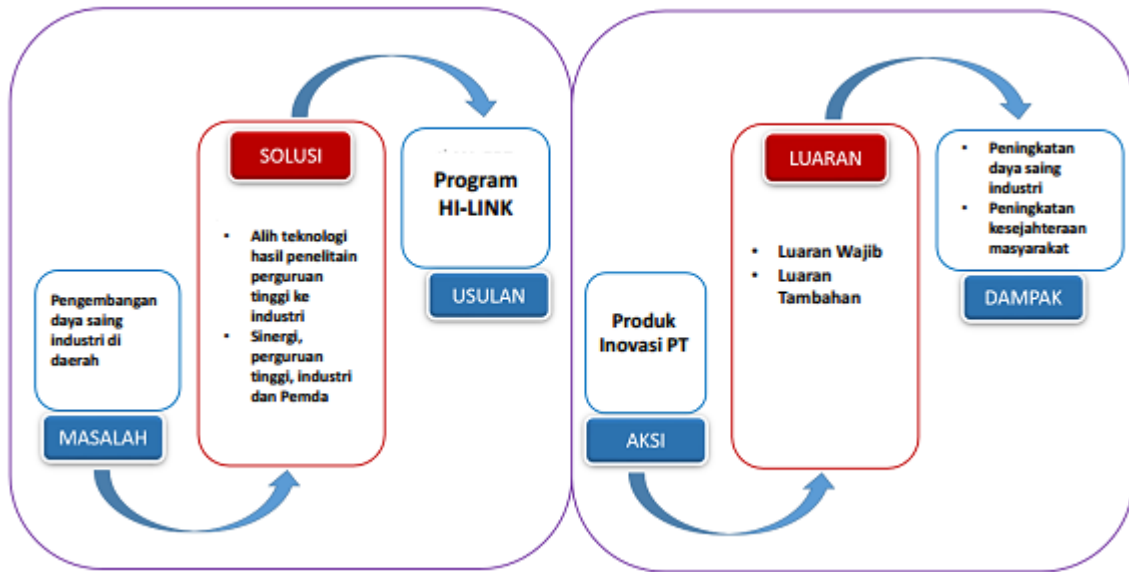 Pengembangan
daya saing
industri di
daerah
MASALAH
SOLUSI
• Alih teknologi
hasil penelitain
perguruan
tinggi ke
industri
• Sinergi,
perguruan
tinggi, industri
dan Pemda
Program
HI-LINK
USULAN
Produk
Inovasi PT
AKSI
LUARAN
• Luaran Wajib
• Luaran
Tambahan
• Peningkatan
daya saing
industri
• Peningkatan
kesejahteraan
masyarakat
DAMPAK